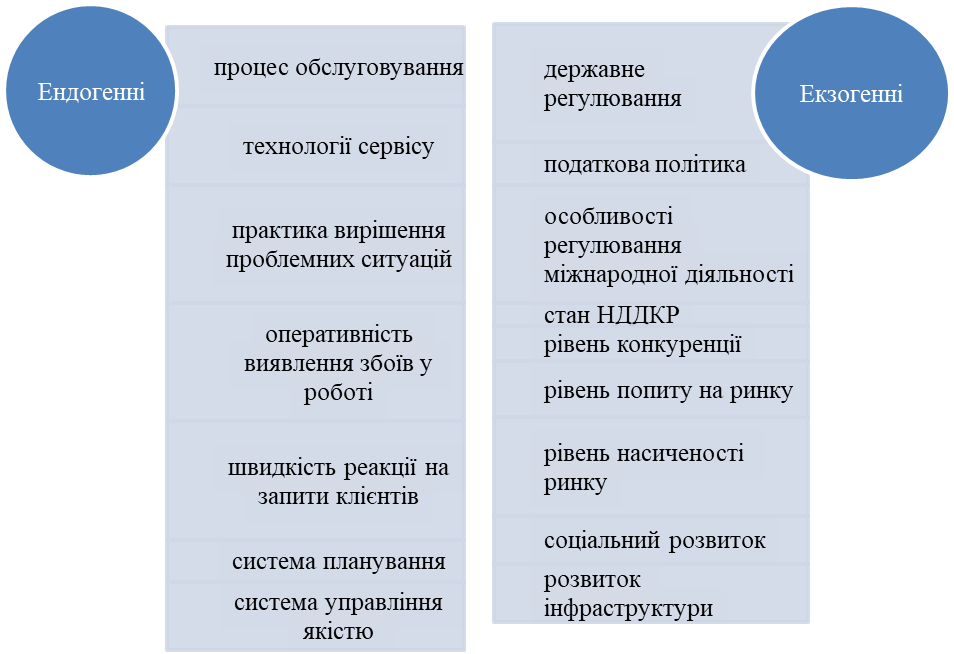 Ендогенні
процес обслуговування
технології сервісу
практика вирішення
проблемних ситуацій
оперативність
виявлення збоїв у
роботі
швидкість реакції на
запити клієнтів
система планування
система управління
якістю
Екзогенні
державне
регулювання
податкова політика
особливості
регулювання
міжнародної діяльності
стан НДДКР
рівень конкуренції
рівень попиту на ринку
рівень насиченості
ринку
соціальний розвиток
розвиток
інфраструктури